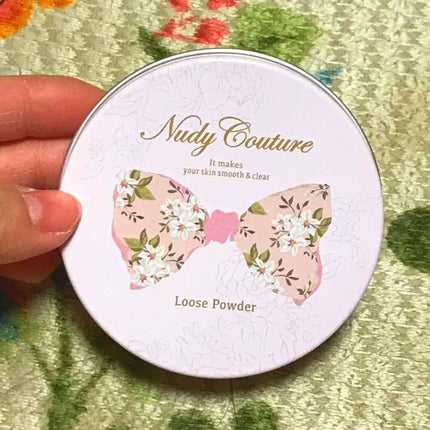 Nudy Couture
It makes
your skin smooth & clear
Loose Powder